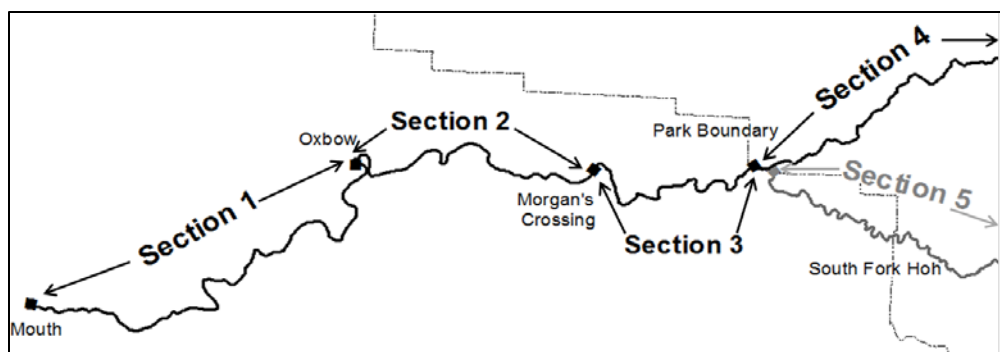 Section 4
Oxbow
Section 2
Park Boundary
Section 1
Morgan's
Crossing
Section 5
Section 3
South Fork Hoh
Mouth